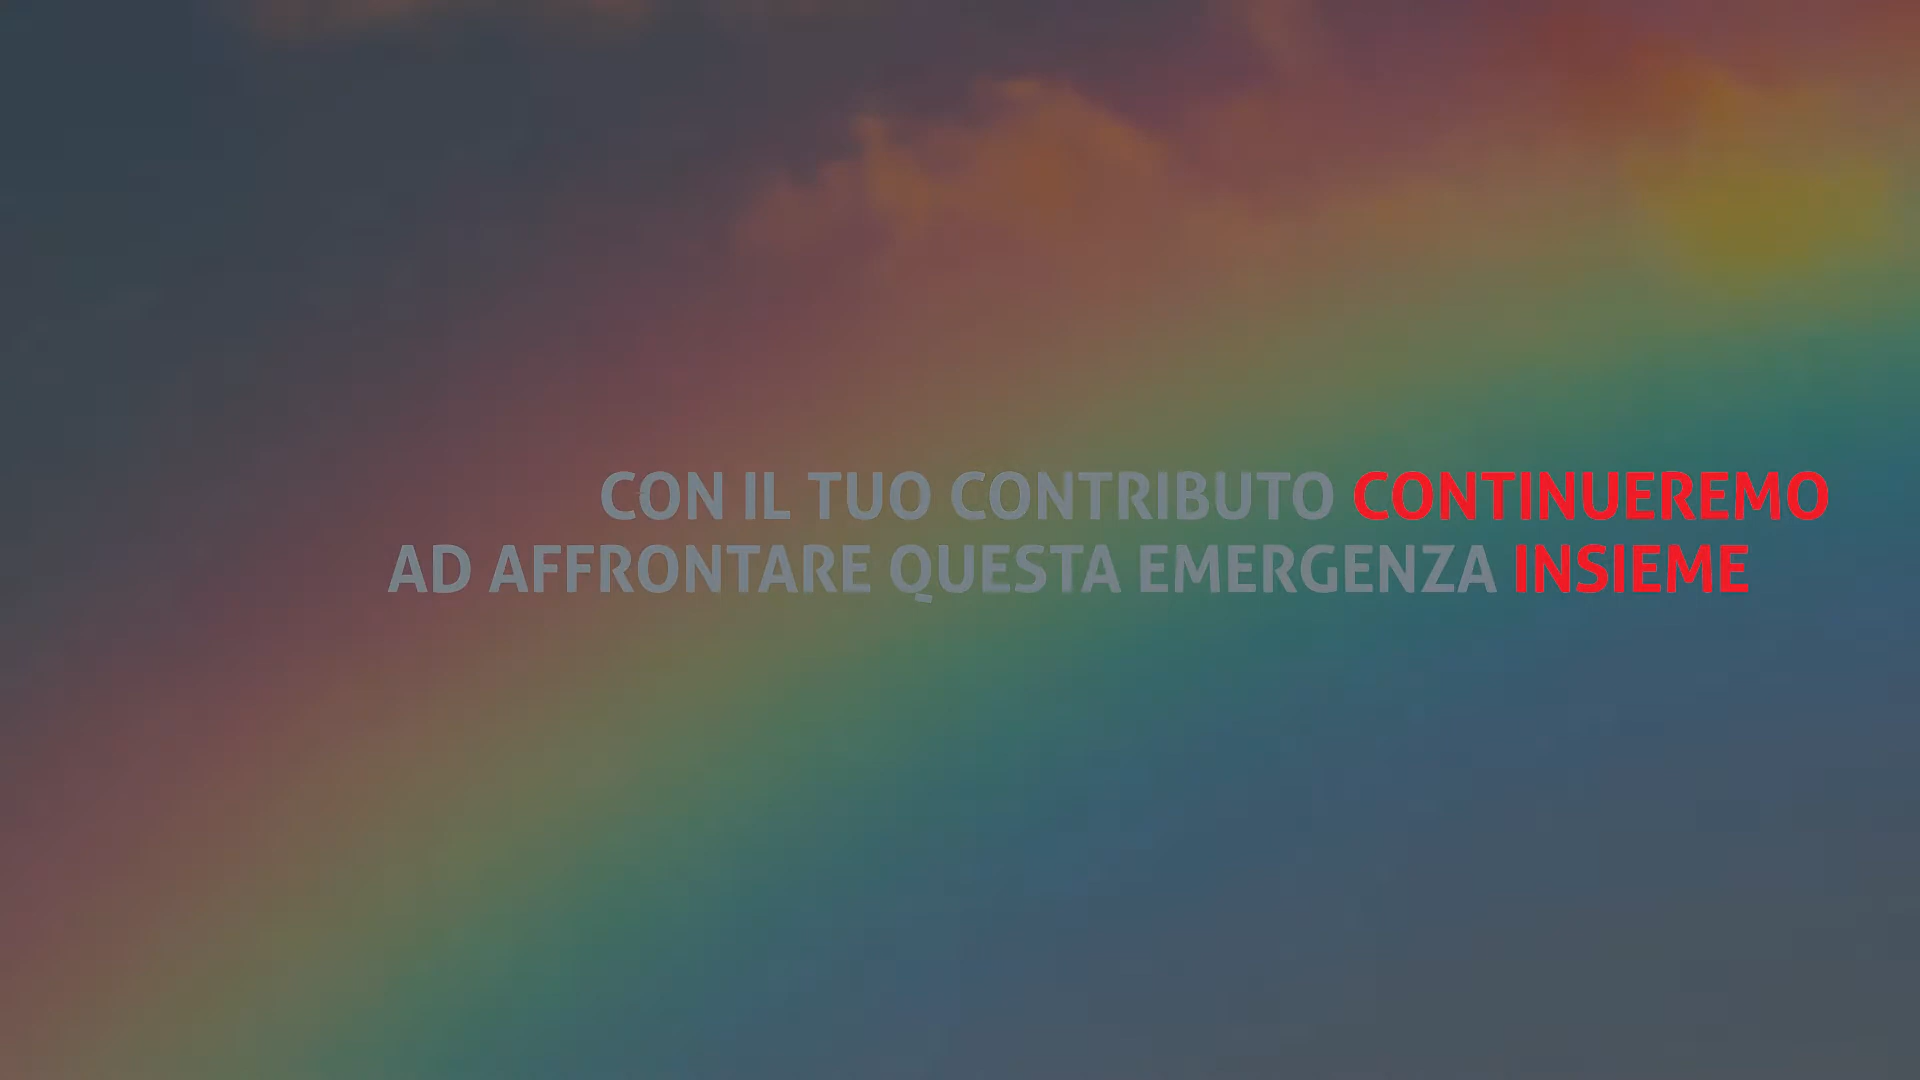 CON IL TUO CONTRIBUTO CONTINUEREMO
AD AFFRONTARE QUESTA EMERGENZA INSIEME